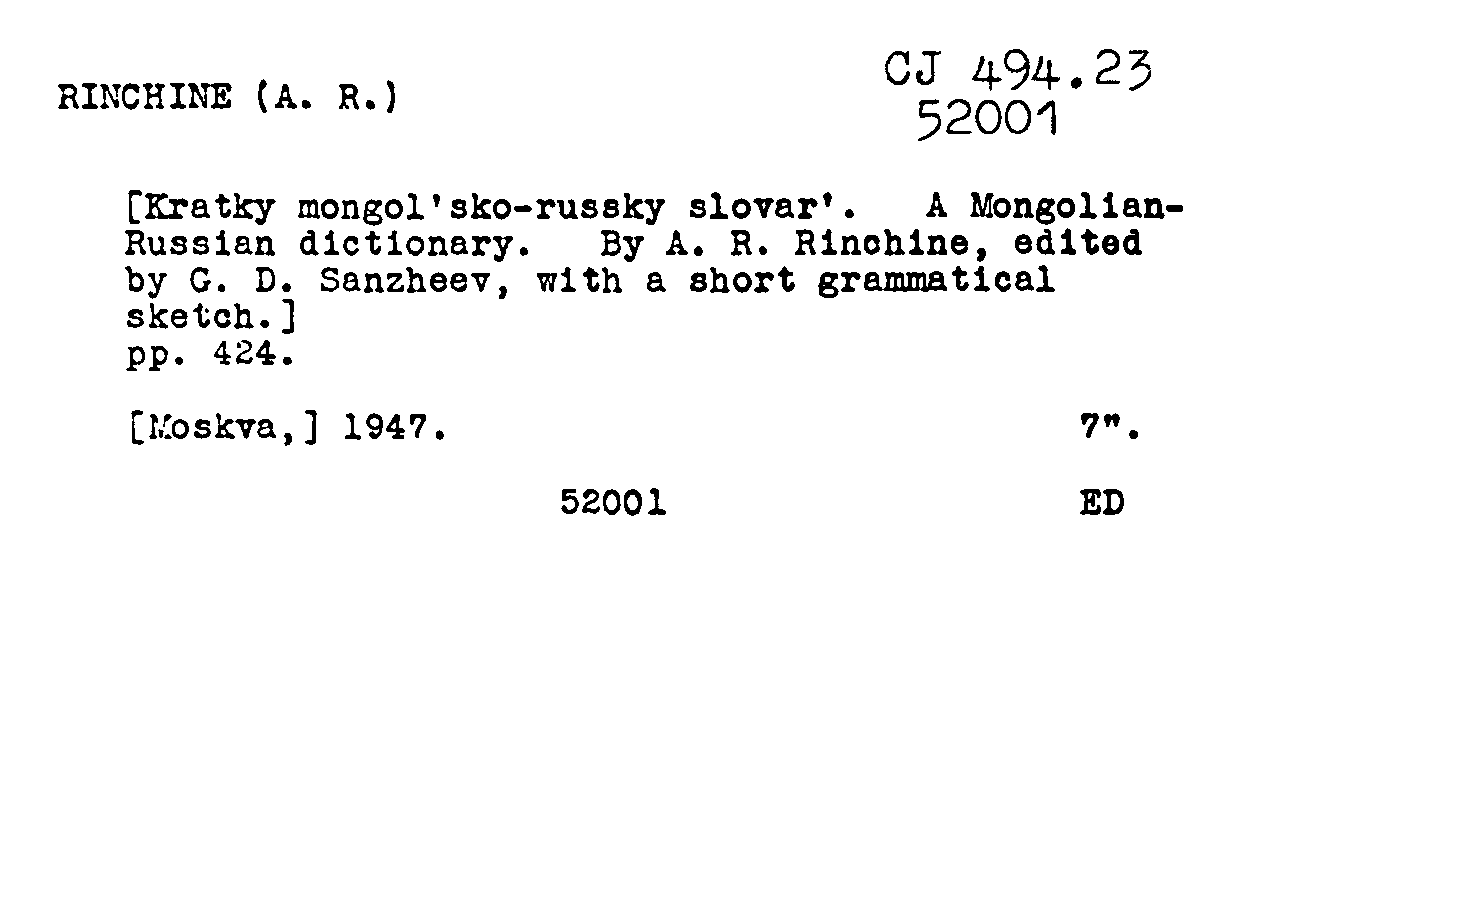 RINCHINE (A. R.)
CJ 494.23
52001
[Kratky mongol'sko-russky slovar'. A Mongolian-
Russian dictionary. By A. R. Rinchine, edited
by G. D. Sanzheev, with a short grammatical
sketch.]
pp. 424.
[Moskva,] 1947. 7".
52001 ED